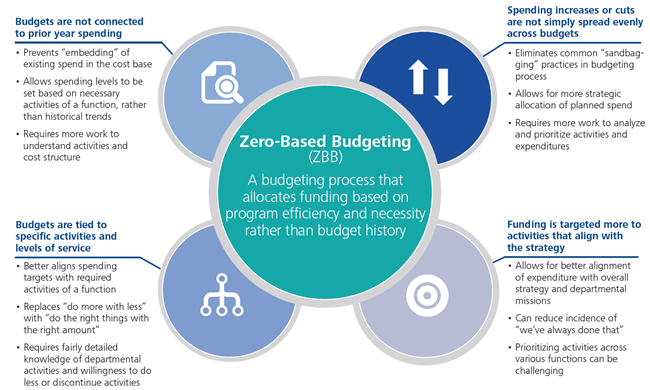 Budgets are not connected
to prior year spending
• Prevents “embedding” of
existing spend in the cost base
• Allows spending levels to be
set based on necessary
activities of a function, rather
than historical trends
• Requires more work to
understand activities and
cost structure
Spending increases or cuts
are not simply spread evenly
across budgets
• Eliminates common “sandbag-
ging” practices in budgeting
process
• Allows for more strategic
allocation of planned spend
• Requires more work to analyze
and prioritize activities and
expenditures
Zero-Based Budgeting
(ZBB)
A budgeting process that
allocates funding based on
program efficiency and necessity
rather than budget history
Budgets are tied to
specific activities and
levels of service
• Better aligns spending
targets with required
activities of a function
• Replaces “do more with less”
with “do the right things with
the right amount”
• Requires fairly detailed
knowledge of departmental
activities and willingness to do
less or discontinue activities
Funding is targeted more to
activities that align with
the strategy
• Allows for better alignment
of expenditure with overall
strategy and departmental
missions
• Can reduce incidence of
“we’ve always done that”
• Prioritizing activities across
various functions can be
challenging